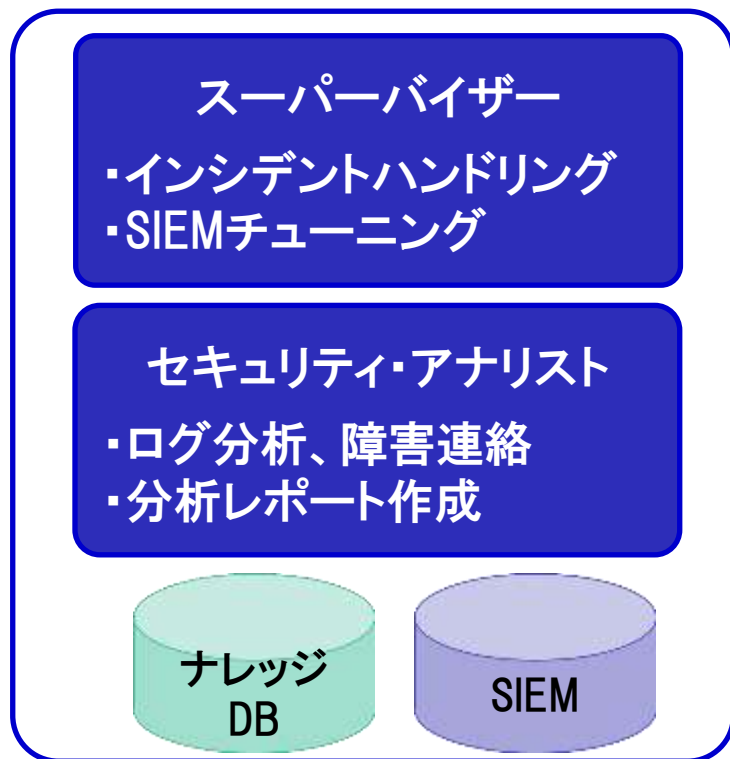 スーパーバイザー
・インシデントハンドリング
・SIEMチューニング
セキュリティ・アナリスト
・ログ分析、障害連絡
・分析レポート作成
ナレッジ
DB
SIEM